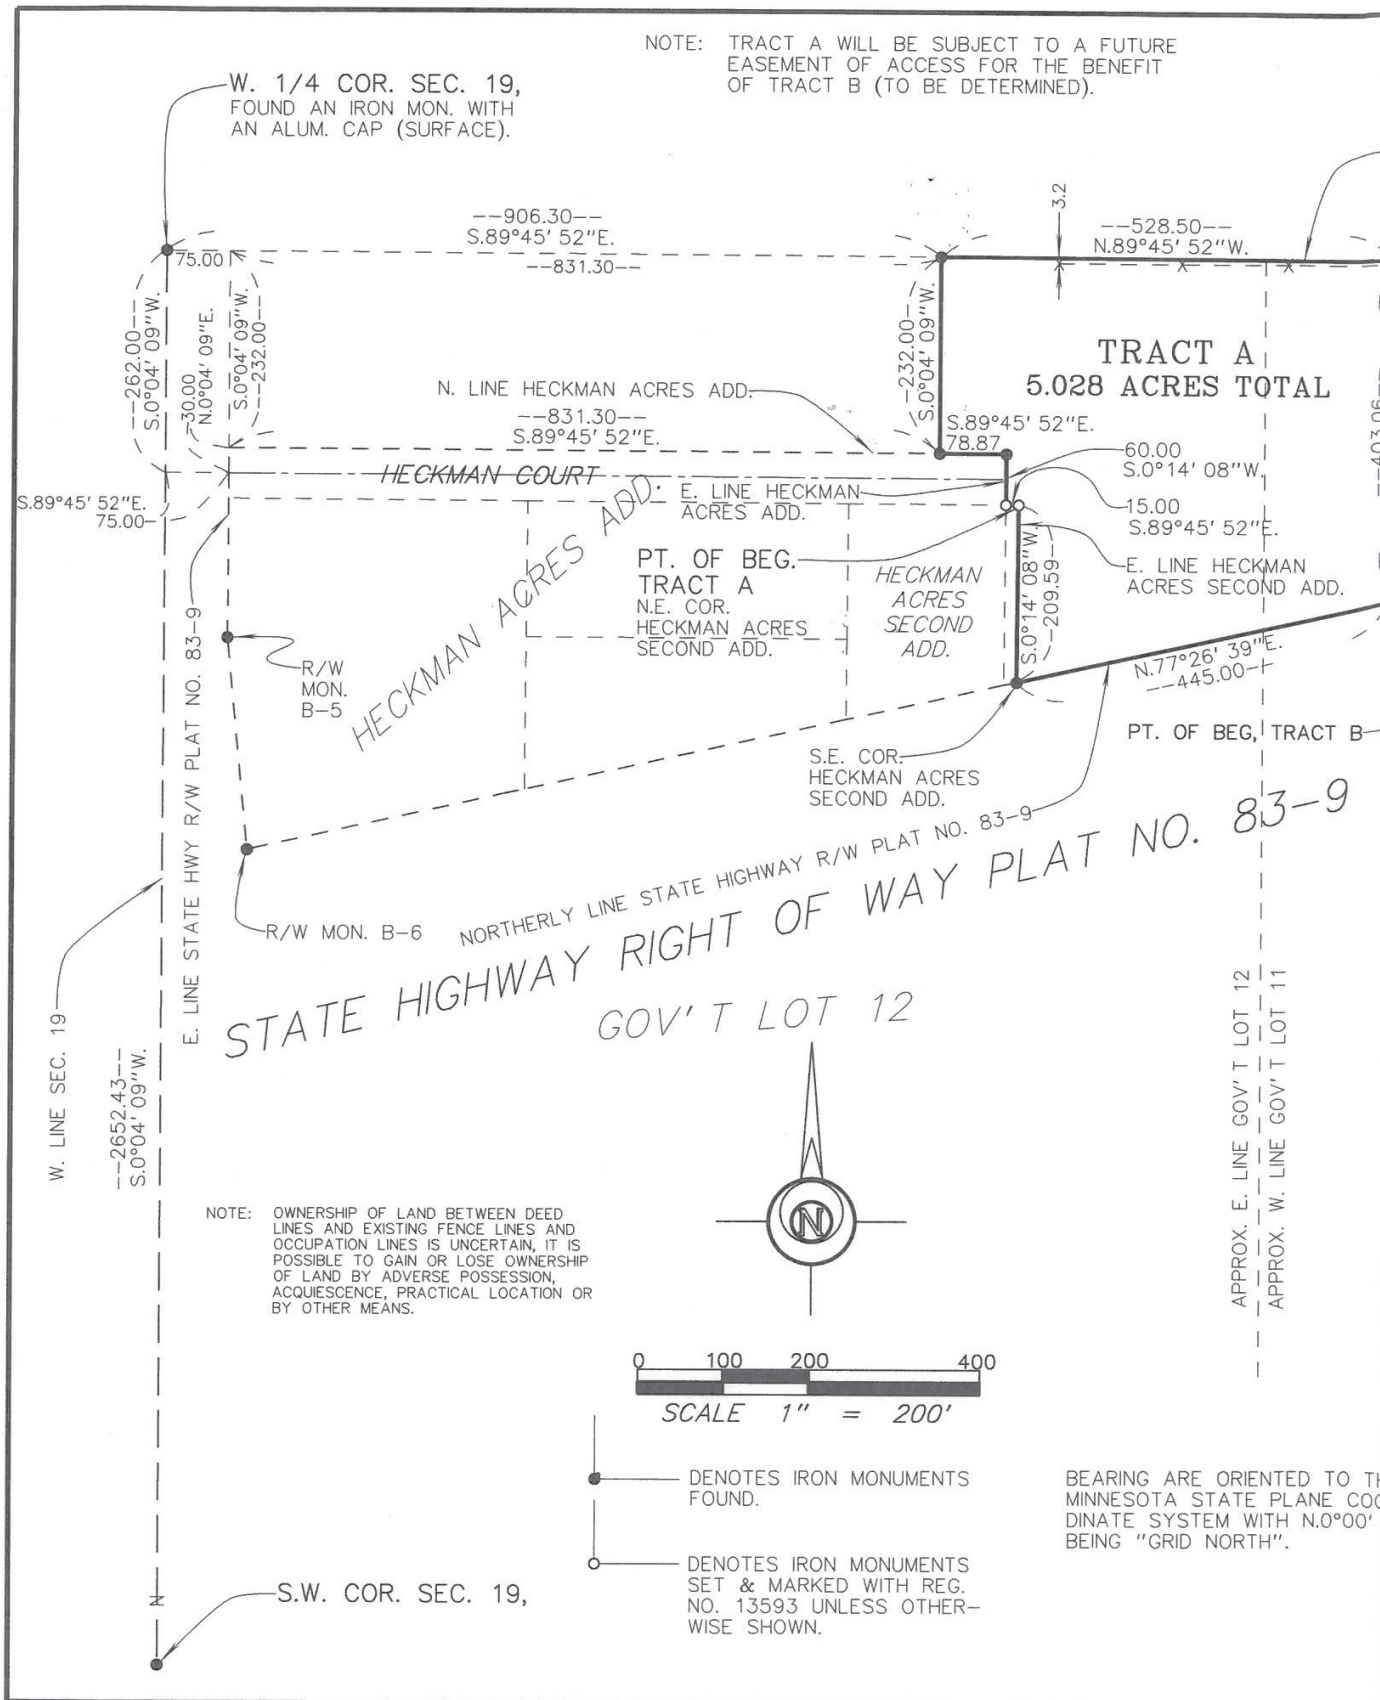 NOTE: TRACT A WILL BE SUBJECT TO A FUTURE
EASEMENT OF ACCESS FOR THE BENEFIT
OF TRACT B (TO BE DETERMINED).
W. 1/4 COR. SEC. 19,
FOUND AN IRON MON. WITH
AN ALUM. CAP (SURFACE).
--906.30--
S.89°45' 52"E.
--831.30--
75.00
3.2
--528.50--
N.89°45' 52"W.
--262.00--
S.0°04' 09"W.
-30.00
N.0°04' 09"E.
S.0°04' 09"W.
--232.00--
--232.00--
S.0°04' 09"W.
TRACT A
5.028 ACRES TOTAL
--403.06--
N. LINE HECKMAN ACRES ADD.
--831.30--
S.89°45' 52"E.
S.89°45' 52"E.
78.87
60.00
S.0°14' 08"W.
HECKMAN COURT
E. LINE HECKMAN
ACRES ADD.
15.00
S.89°45' 52"E.
S.89°45' 52"E.
75.00
HECKMAN ACRES ADD.
PT. OF BEG.
TRACT A
N.E. COR.
HECKMAN ACRES
SECOND ADD.
HECKMAN
ACRES
SECOND
ADD.
S.0°14' 08"W.
--209.59--
E. LINE HECKMAN
ACRES SECOND ADD.
N.77°26' 39"E.
--445.00--
R/W
MON.
B-5
PT. OF BEG, TRACT B
S.E. COR.
HECKMAN ACRES
SECOND ADD.
E. LINE STATE HWY R/W PLAT NO. 83-9
R/W MON. B-6
NORTHERLY LINE STATE HIGHWAY R/W PLAT NO. 83-9
STATE HIGHWAY RIGHT OF WAY PLAT NO. 83-9
GOV'T LOT 12
W. LINE SEC. 19
--2652.43--
S.0°04' 09"W.
APPROX. E. LINE GOV'T LOT 12
APPROX. W. LINE GOV'T LOT 11
NOTE: OWNERSHIP OF LAND BETWEEN DEED
LINES AND EXISTING FENCE LINES AND
OCCUPATION LINES IS UNCERTAIN, IT IS
POSSIBLE TO GAIN OR LOSE OWNERSHIP
OF LAND BY ADVERSE POSSESSION,
ACQUIESCENCE, PRACTICAL LOCATION OR
BY OTHER MEANS.
N
0 100 200 400
SCALE 1" = 200'
DENOTES IRON MONUMENTS
FOUND.
DENOTES IRON MONUMENTS
SET & MARKED WITH REG.
NO. 13593 UNLESS OTHER-
WISE SHOWN.
BEARING ARE ORIENTED TO
MINNESOTA STATE PLANE
DINATE SYSTEM WITH N.0°00'
BEING "GRID NORTH".
S.W. COR. SEC. 19,